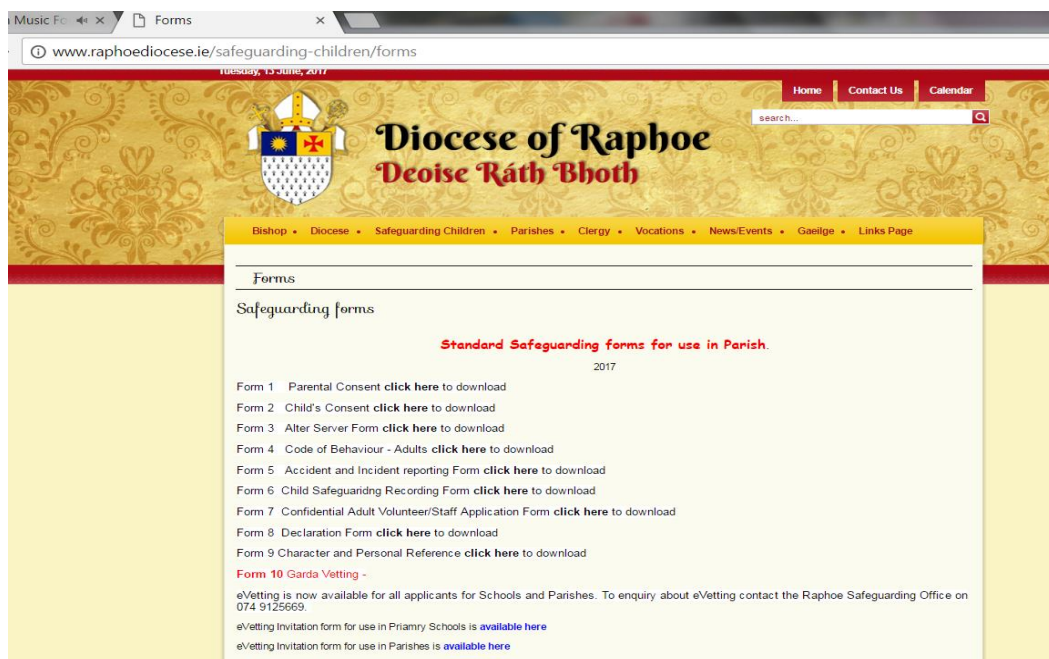 Music Fo
Forms
www.raphoediocese.ie/safeguarding-children/forms
Tuesday, 13 June, 2017
Home Contact Us Calendar
search...
Diocese of Raphoe
Deoise Ráth Bhoth
Bishop • Diocese • Safeguarding Children • Parishes • Clergy • Vocations • News/Events • Gaeilge • Links Page
Forms
Safeguarding forms
Standard Safeguarding forms for use in Parish.
2017
Form 1 Parental Consent click here to download
Form 2 Child's Consent click here to download
Form 3 Alter Server Form click here to download
Form 4 Code of Behaviour - Adults click here to download
Form 5 Accident and Incident reporting Form click here to download
Form 6 Child Safeguaridng Recording Form click here to download
Form 7 Confidential Adult Volunteer/Staff Application Form click here to download
Form 8 Declaration Form click here to download
Form 9 Character and Personal Reference click here to download
Form 10 Garda Vetting -
eVetting is now available for all applicants for Schools and Parishes. To enquiry about eVetting contact the Raphoe Safeguarding Office on
074 9125669.
eVetting Invitation form for use in Priamry Schools is available here
eVetting Invitation form for use in Parishes is available here